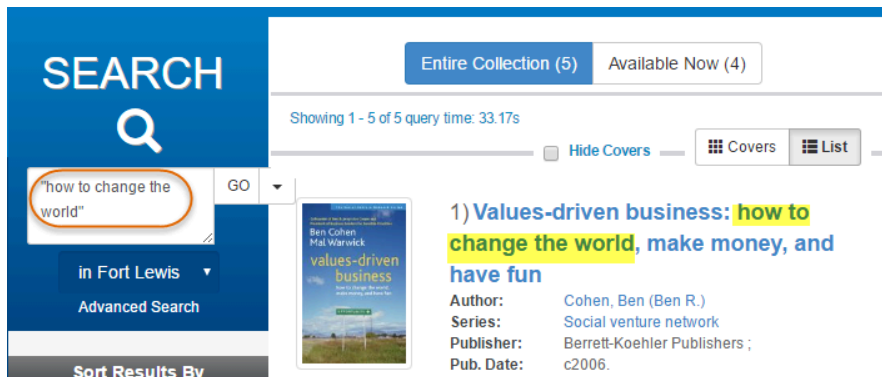 SEARCH
"how to change the
world"
GO
in Fort Lewis
Advanced Search
Sort Results By
Entire Collection (5)
Available Now (4)
Showing 1 - 5 of 5 query time: 33.17s
Hide Covers
Covers
List
Ben Cohen
Mal Warwick
values-driven
business
how to change the world,
make money, and have fun
1) Values-driven business: how to
change the world, make money, and
have fun
Author: Cohen, Ben (Ben R.)
Series: Social venture network
Publisher: Berrett-Koehler Publishers ;
Pub. Date: c2006.